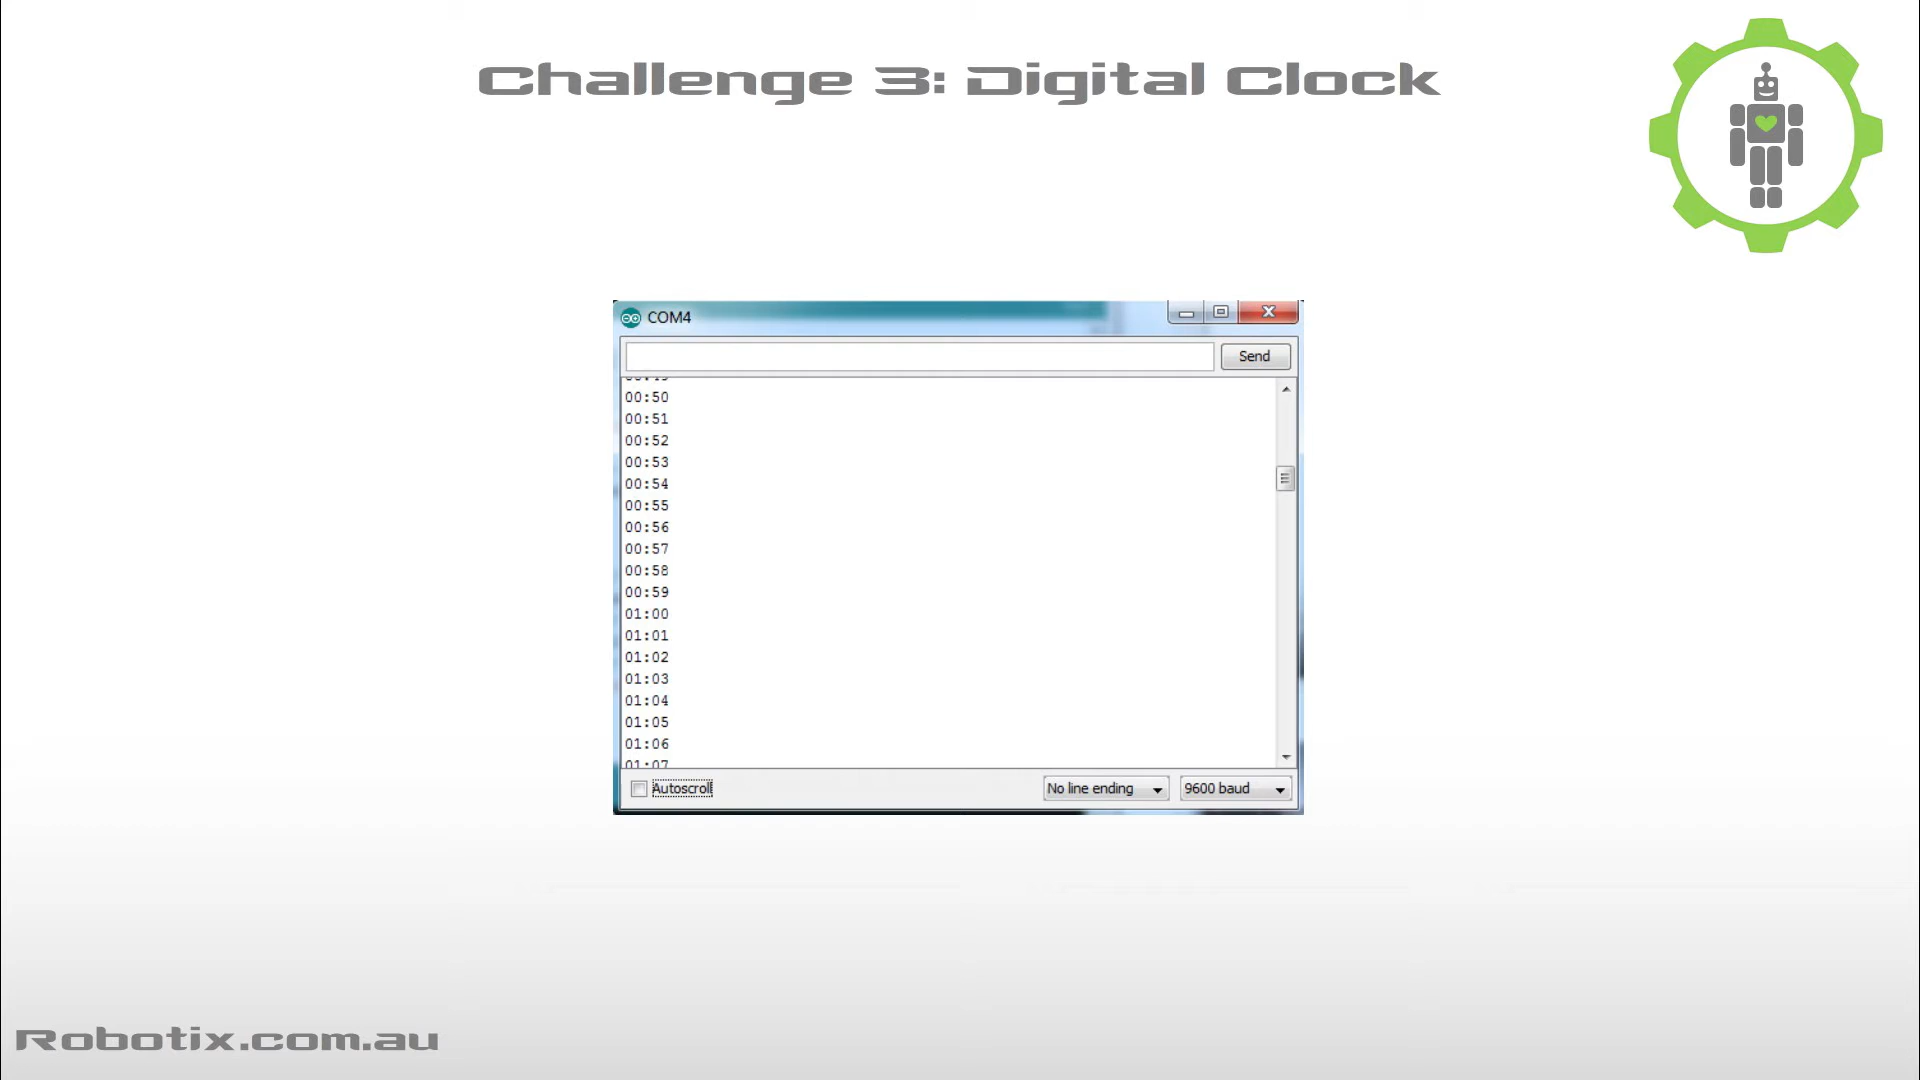 Challenge 3: Digital Clock
COM4
Send
00:50
00:51
00:52
00:53
00:54
00:55
00:56
00:57
00:58
00:59
01:00
01:01
01:02
01:03
01:04
01:05
01:06
01:07
Autoscroll
No line ending
9600 baud
Robotix.com.au